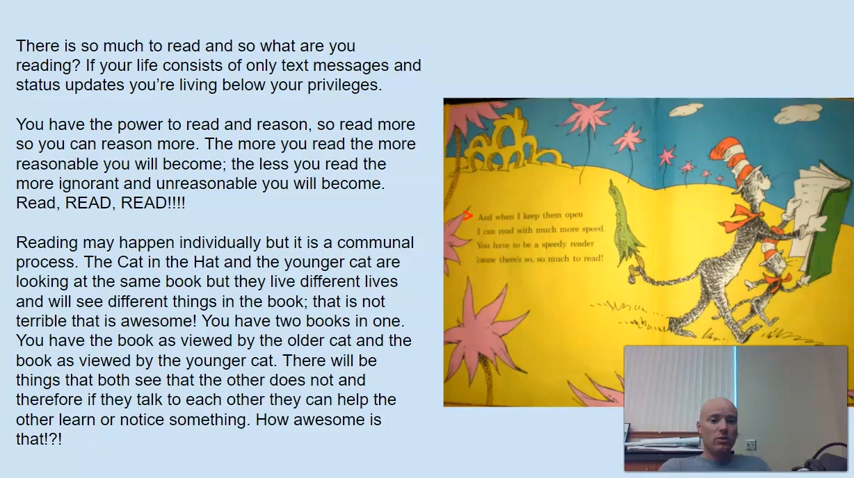 There is so much to read and so what are you
reading? If your life consists of only text messages and
status updates you’re living below your privileges.
You have the power to read and reason, so read more
so you can reason more. The more you read the more
reasonable you will become; the less you read the
more ignorant and unreasonable you will become.
Read, READ, READ!!!!
Reading may happen individually but it is a communal
process. The Cat in the Hat and the younger cat are
looking at the same book but they live different lives
and will see different things in the book; that is not
terrible that is awesome! You have two books in one.
You have the book as viewed by the older cat and the
book as viewed by the younger cat. There will be
things that both see that the other does not and
therefore if they talk to each other they can help the
other learn or notice something. How awesome is
that!?!
And when I keep them open
I can read with much more speed.
You have to be a speedy reader
'cause there's so, so much to read!